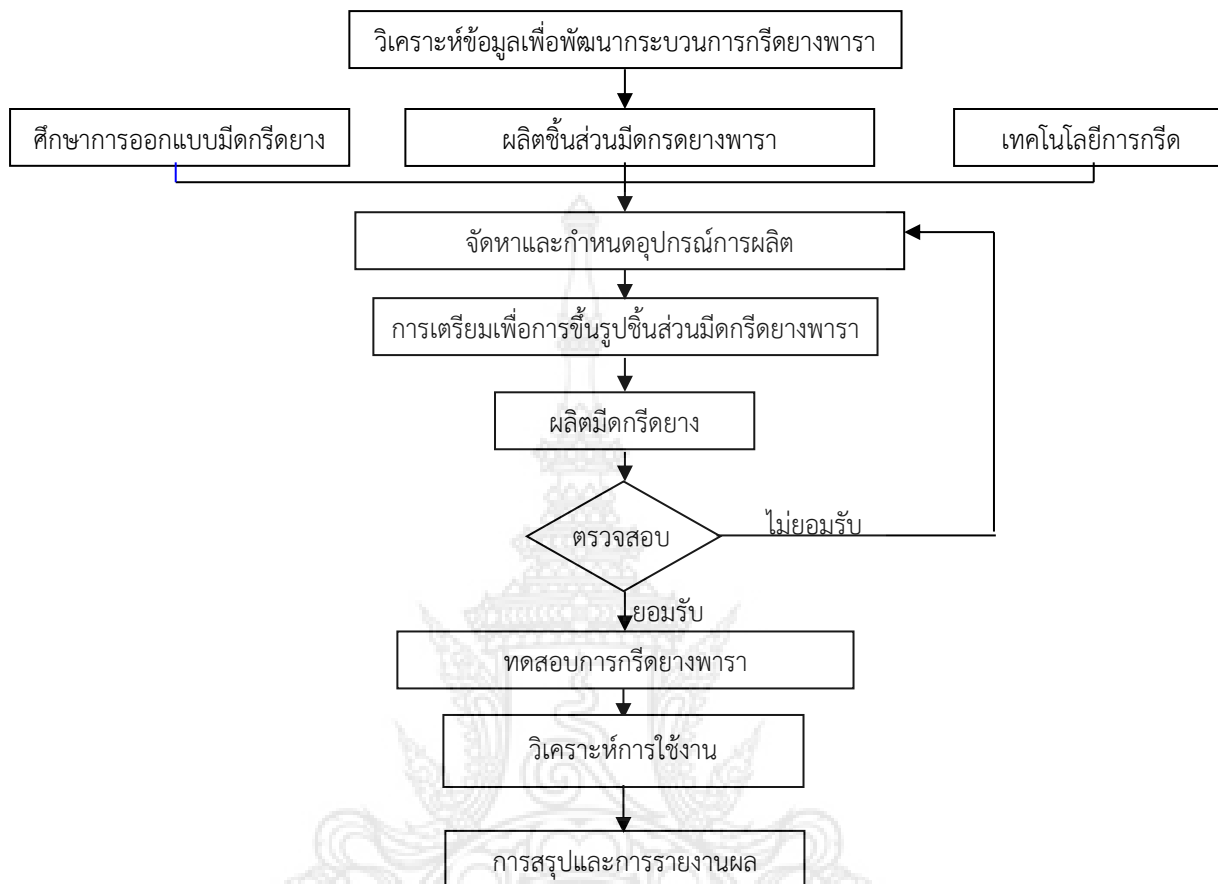 วิเคราะห์ข้อมูลเพื่อพัฒนากระบวนการกรีดยางพารา
ศึกษาการออกแบบมีดกรีดยาง
ผลิตชิ้นส่วนมีดกรดยางพารา
เทคโนโลยีการกรีด
จัดหาและกำหนดอุปกรณ์การผลิต
การเตรียมเพื่อการขึ้นรูปชิ้นส่วนมีดกรีดยางพารา
ผลิตมีดกรีดยาง
ตรวจสอบ
ไม่ยอมรับ
ยอมรับ
ทดสอบการกรีดยางพารา
วิเคราะห์การใช้งาน
การสรุปและการรายงานผล